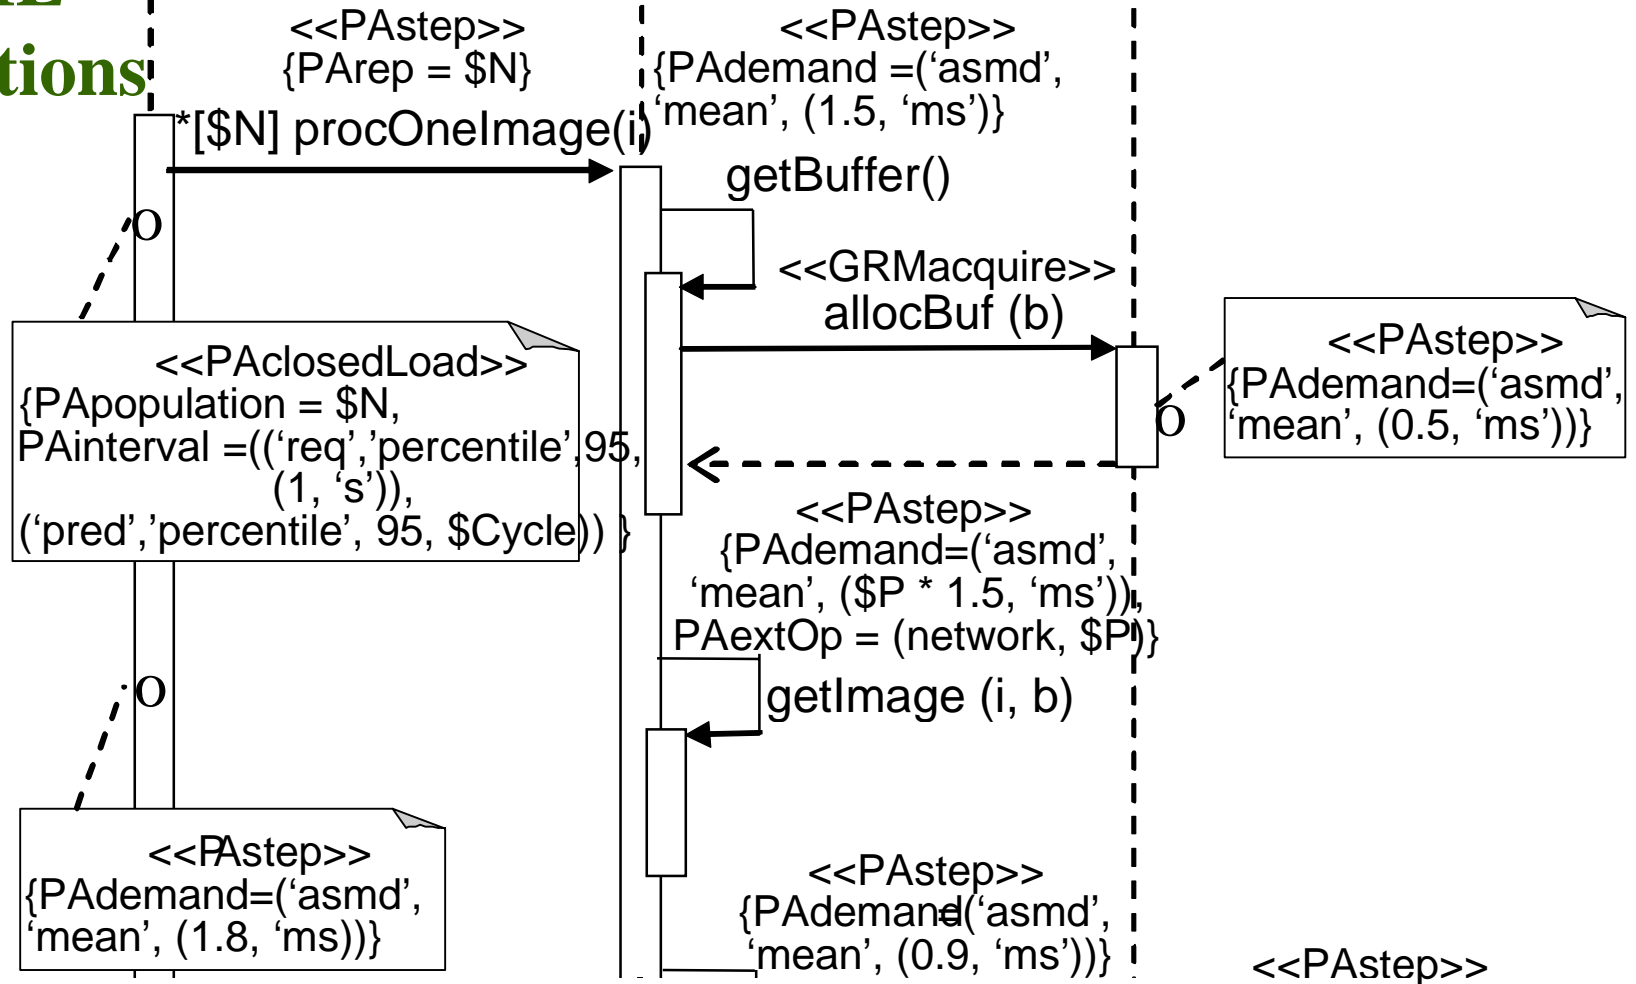 tions
<<PAstep>>
{PArep = $N}
*[$N] procOneImage(i)
<<PAstep>>
{PAdemand =(‘asmd’,
‘mean’, (1.5, ‘ms’)}
getBuffer()
o
<<GRMacquire>>
allocBuf (b)
<<PAstep>>
{PAdemand=(‘asmd’,
‘mean’, (0.5, ‘ms’))}
o
<<PAclosedLoad>>
{PApopulation = $N,
PAinterval =((‘req’,’percentile’,95,
(1, ‘s’)),
(‘pred’,’percentile’, 95, $Cycle)) }
<<PAstep>>
{PAdemand=(‘asmd’,
‘mean’, ($P * 1.5, ‘ms’)),
PAextOp = (network, $P)}
getImage (i, b)
o
<<PAstep>>
{PAdemand=(‘asmd’,
‘mean’, (1.8, ‘ms))}
<<PAstep>>
{PAdemand=(‘asmd’,
‘mean’, (0.9, ‘ms’))}
<<PAstep>>